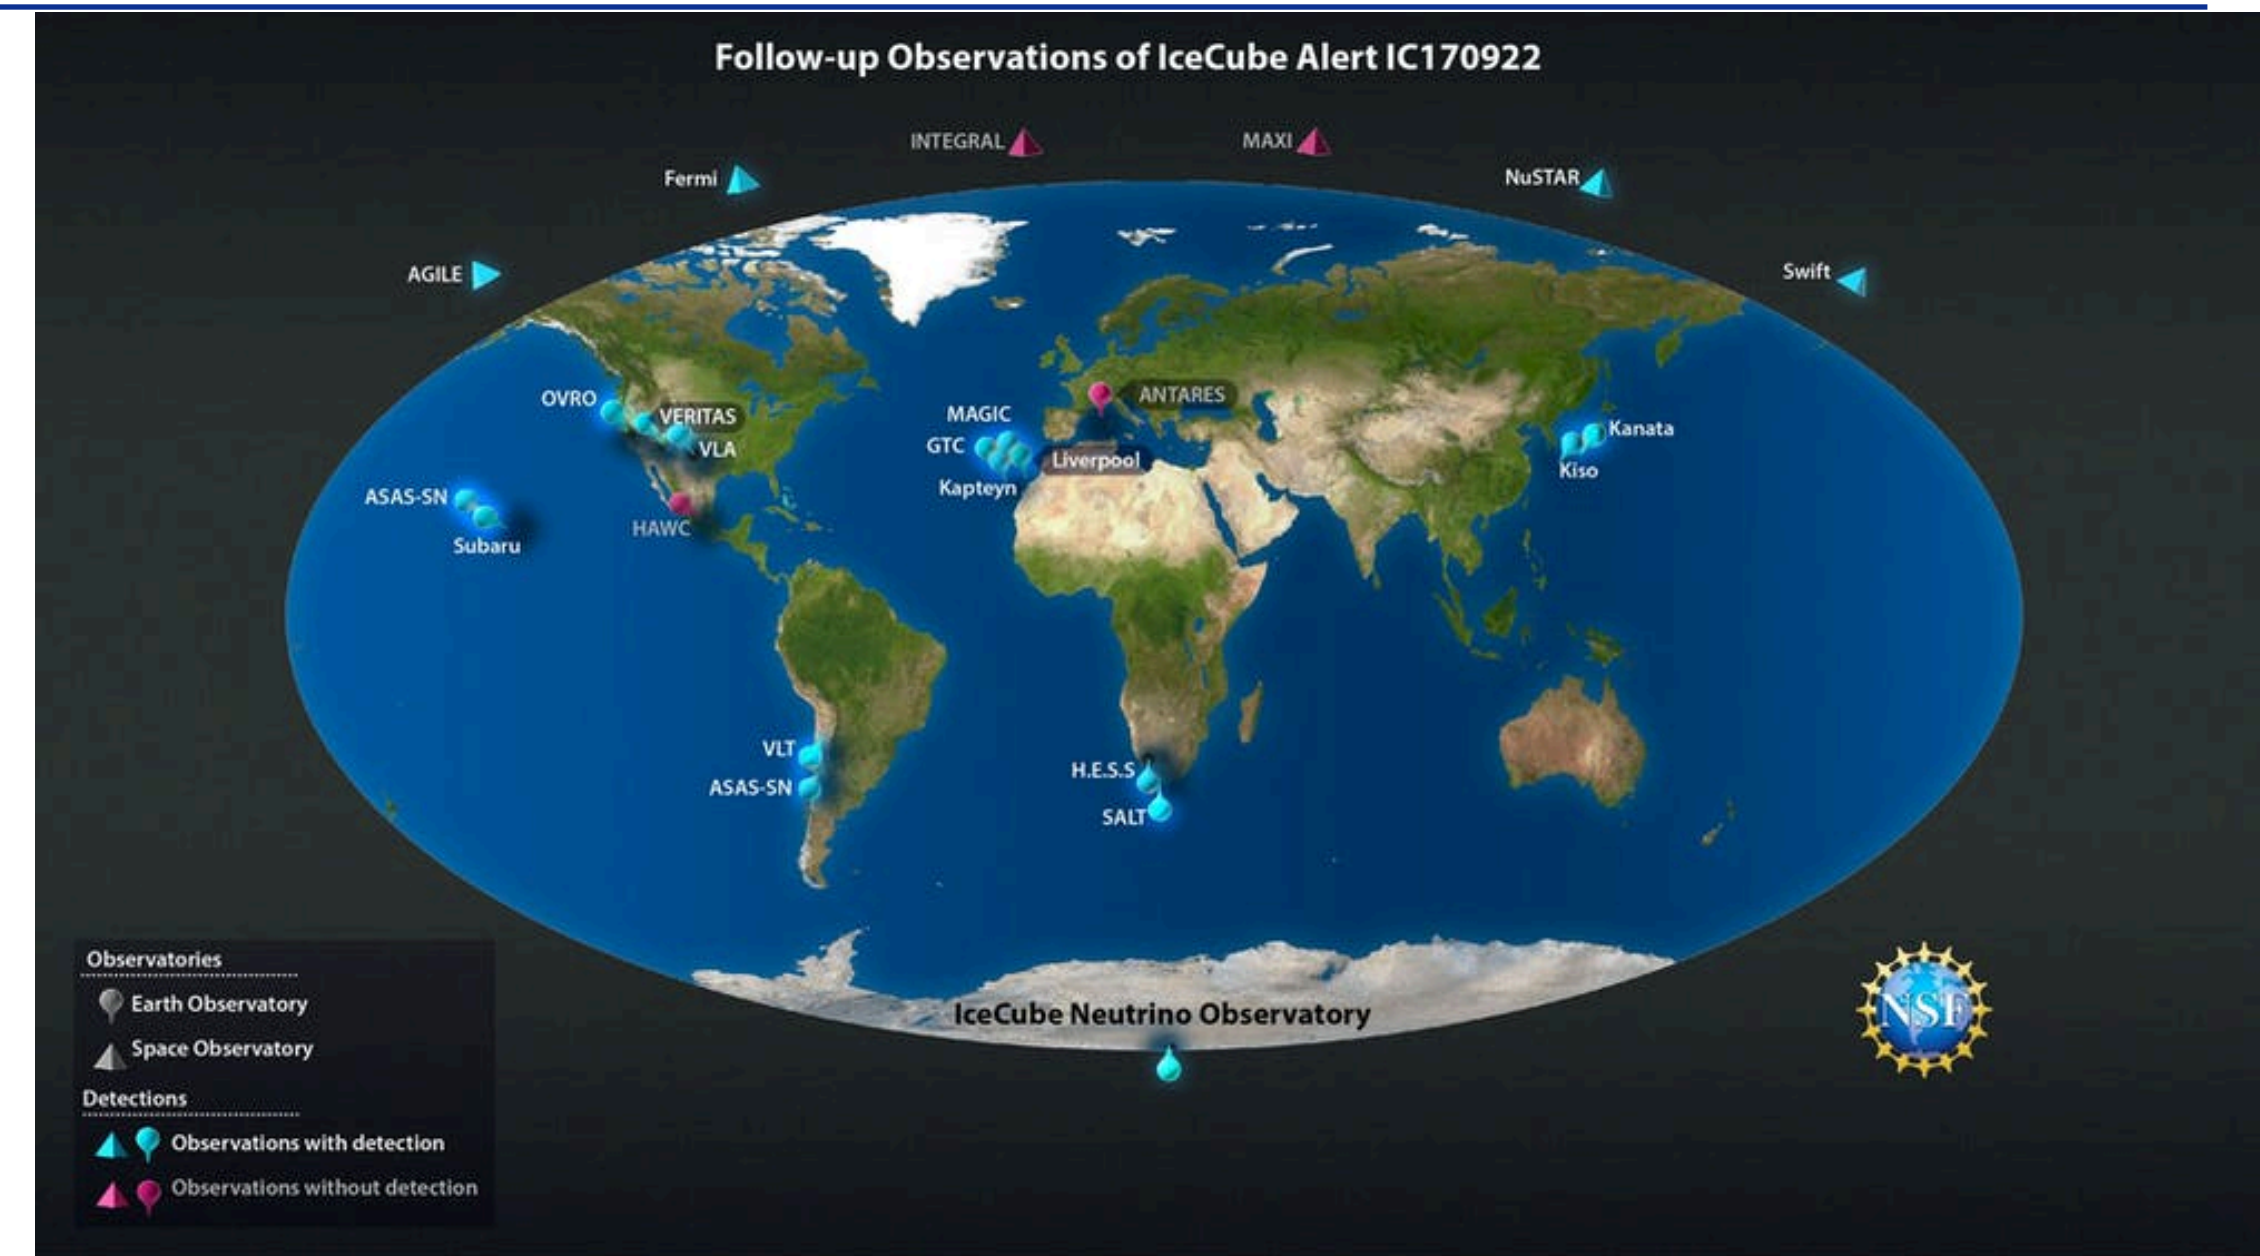 Follow-up Observations of IceCube Alert IC170922
INTEGRAL
MAXI
Fermi
NuSTAR
AGILE
Swift
OVRO
VERITAS
VLA
ANTARES
MAGIC
GTC
Liverpool
Kapteyn
Kanata
Kiso
ASAS-SN
Subaru
HAWC
VLT
ASAS-SN
H.E.S.S
SALT
IceCube Neutrino Observatory
Observatories
Earth Observatory
Space Observatory
Detections
Observations with detection
Observations without detection
NSF